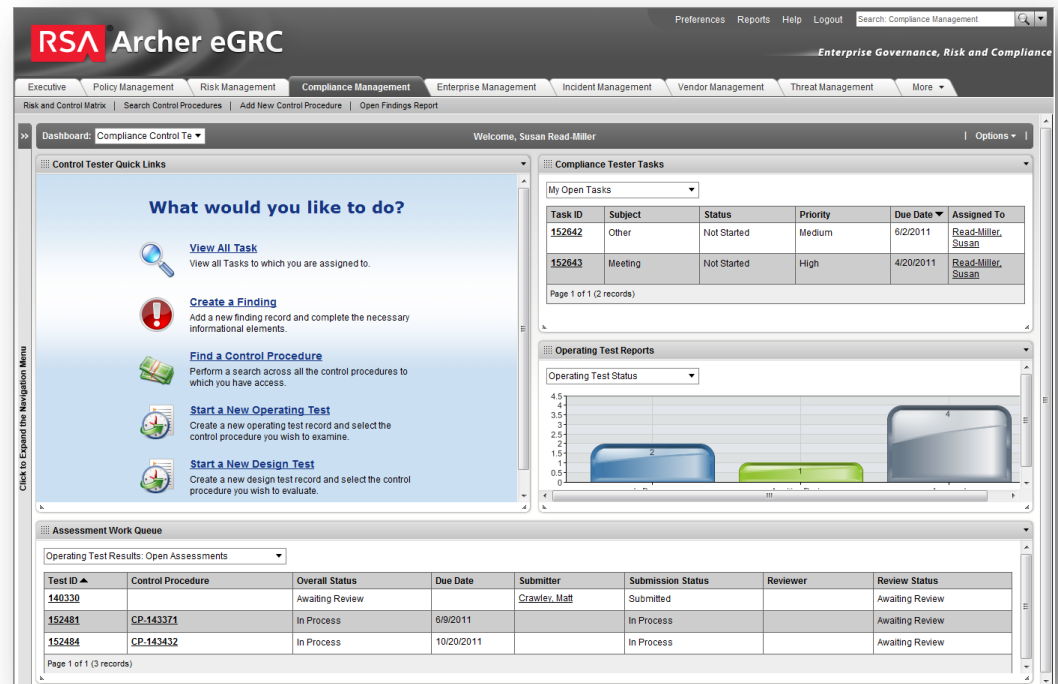 Preferences Reports Help Logout Search: Compliance Management
RSA Archer eGRC
Enterprise Governance, Risk and Compliance
Executive Policy Management Risk Management Compliance Management Enterprise Management Incident Management Vendor Management Threat Management More
Risk and Control Matrix | Search Control Procedures | Add New Control Procedure | Open Findings Report
Dashboard: Compliance Control Te Welcome, Susan Read-Miller | Options |
Click to Expand the Navigation Menu
Control Tester Quick Links
What would you like to do?
View All Task
View all Tasks to which you are assigned to.
Create a Finding
Add a new finding record and complete the necessary
informational elements.
Find a Control Procedure
Perform a search across all the control procedures to
which you have access.
Start a New Operating Test
Create a new operating test record and select the
control procedure you wish to examine.
Start a New Design Test
Create a new design test record and select the control
procedure you wish to evaluate.
Compliance Tester Tasks
My Open Tasks
Task ID Subject Status Priority Due Date Assigned To
152642 Other Not Started Medium 6/2/2011 Read-Miller,
Susan
152643 Meeting Not Started High 4/20/2011 Read-Miller,
Susan
Page 1 of 1 (2 records)
Operating Test Reports
Operating Test Status
4.5
4
3.5
3
2.5
2
1.5
1
0.5
0
2
1
4
Assessment Work Queue
Operating Test Results: Open Assessments
Test ID Control Procedure Overall Status Due Date Submitter Submission Status Reviewer Review Status
140330 Awaiting Review Crawley, Matt Submitted Awaiting Review
152481 CP-143371 In Process 6/9/2011 In Process Awaiting Review
152484 CP-143432 In Process 10/20/2011 In Process Awaiting Review
Page 1 of 1 (3 records)